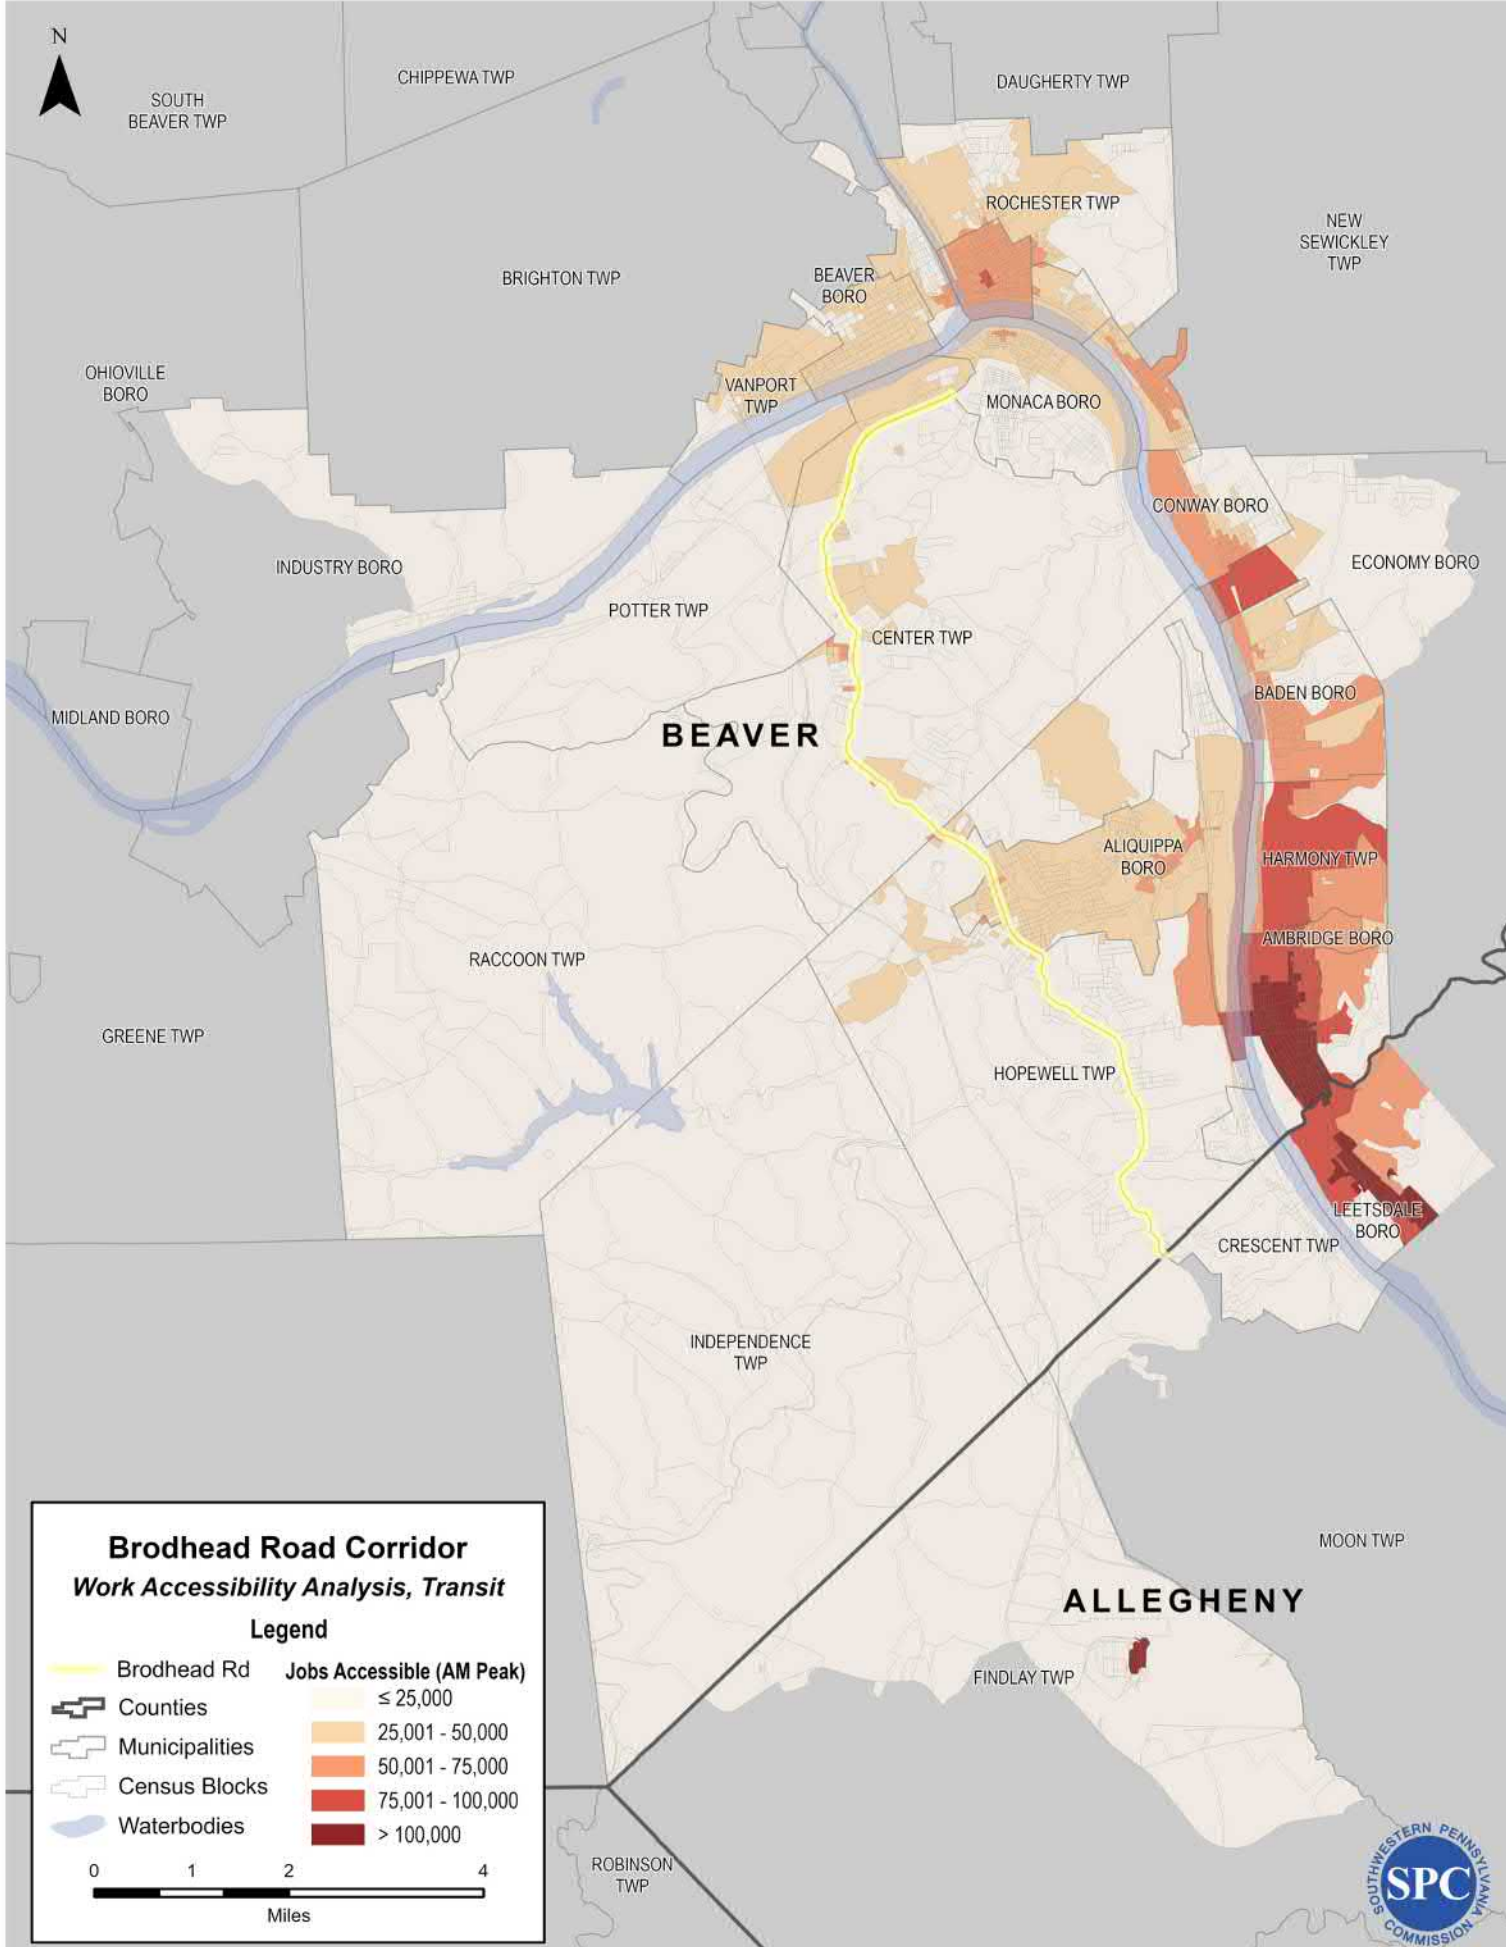 N
CHIPPEWA TWP
DAUGHERTY TWP
SOUTH
BEAVER TWP
ROCHESTER TWP
NEW
SEWICKLEY
TWP
BRIGHTON TWP
BEAVER
BORO
OHIOVILLE
BORO
VANPORT
TWP
MONACA BORO
CONWAY BORO
INDUSTRY BORO
ECONOMY BORO
POTTER TWP
CENTER TWP
BADEN BORO
MIDLAND BORO
BEAVER
ALIQUIPPA
BORO
HARMONY TWP
AMBRIDGE BORO
RACCOON TWP
GREENE TWP
HOPEWELL TWP
LEETSDALE
BORO
CRESCENT TWP
INDEPENDENCE
TWP
MOON TWP
ALLEGHENY
FINDLAY TWP
ROBINSON
TWP
Brodhead Road Corridor
Work Accessibility Analysis, Transit
Legend
Brodhead Rd
Counties
Municipalities
Census Blocks
Waterbodies
Jobs Accessible (AM Peak)
≤ 25,000
25,001 - 50,000
50,001 - 75,000
75,001 - 100,000
> 100,000
0 1 2 4
Miles
SOUTHWESTERN PENNSYLVANIA
SPC
COMMISSION